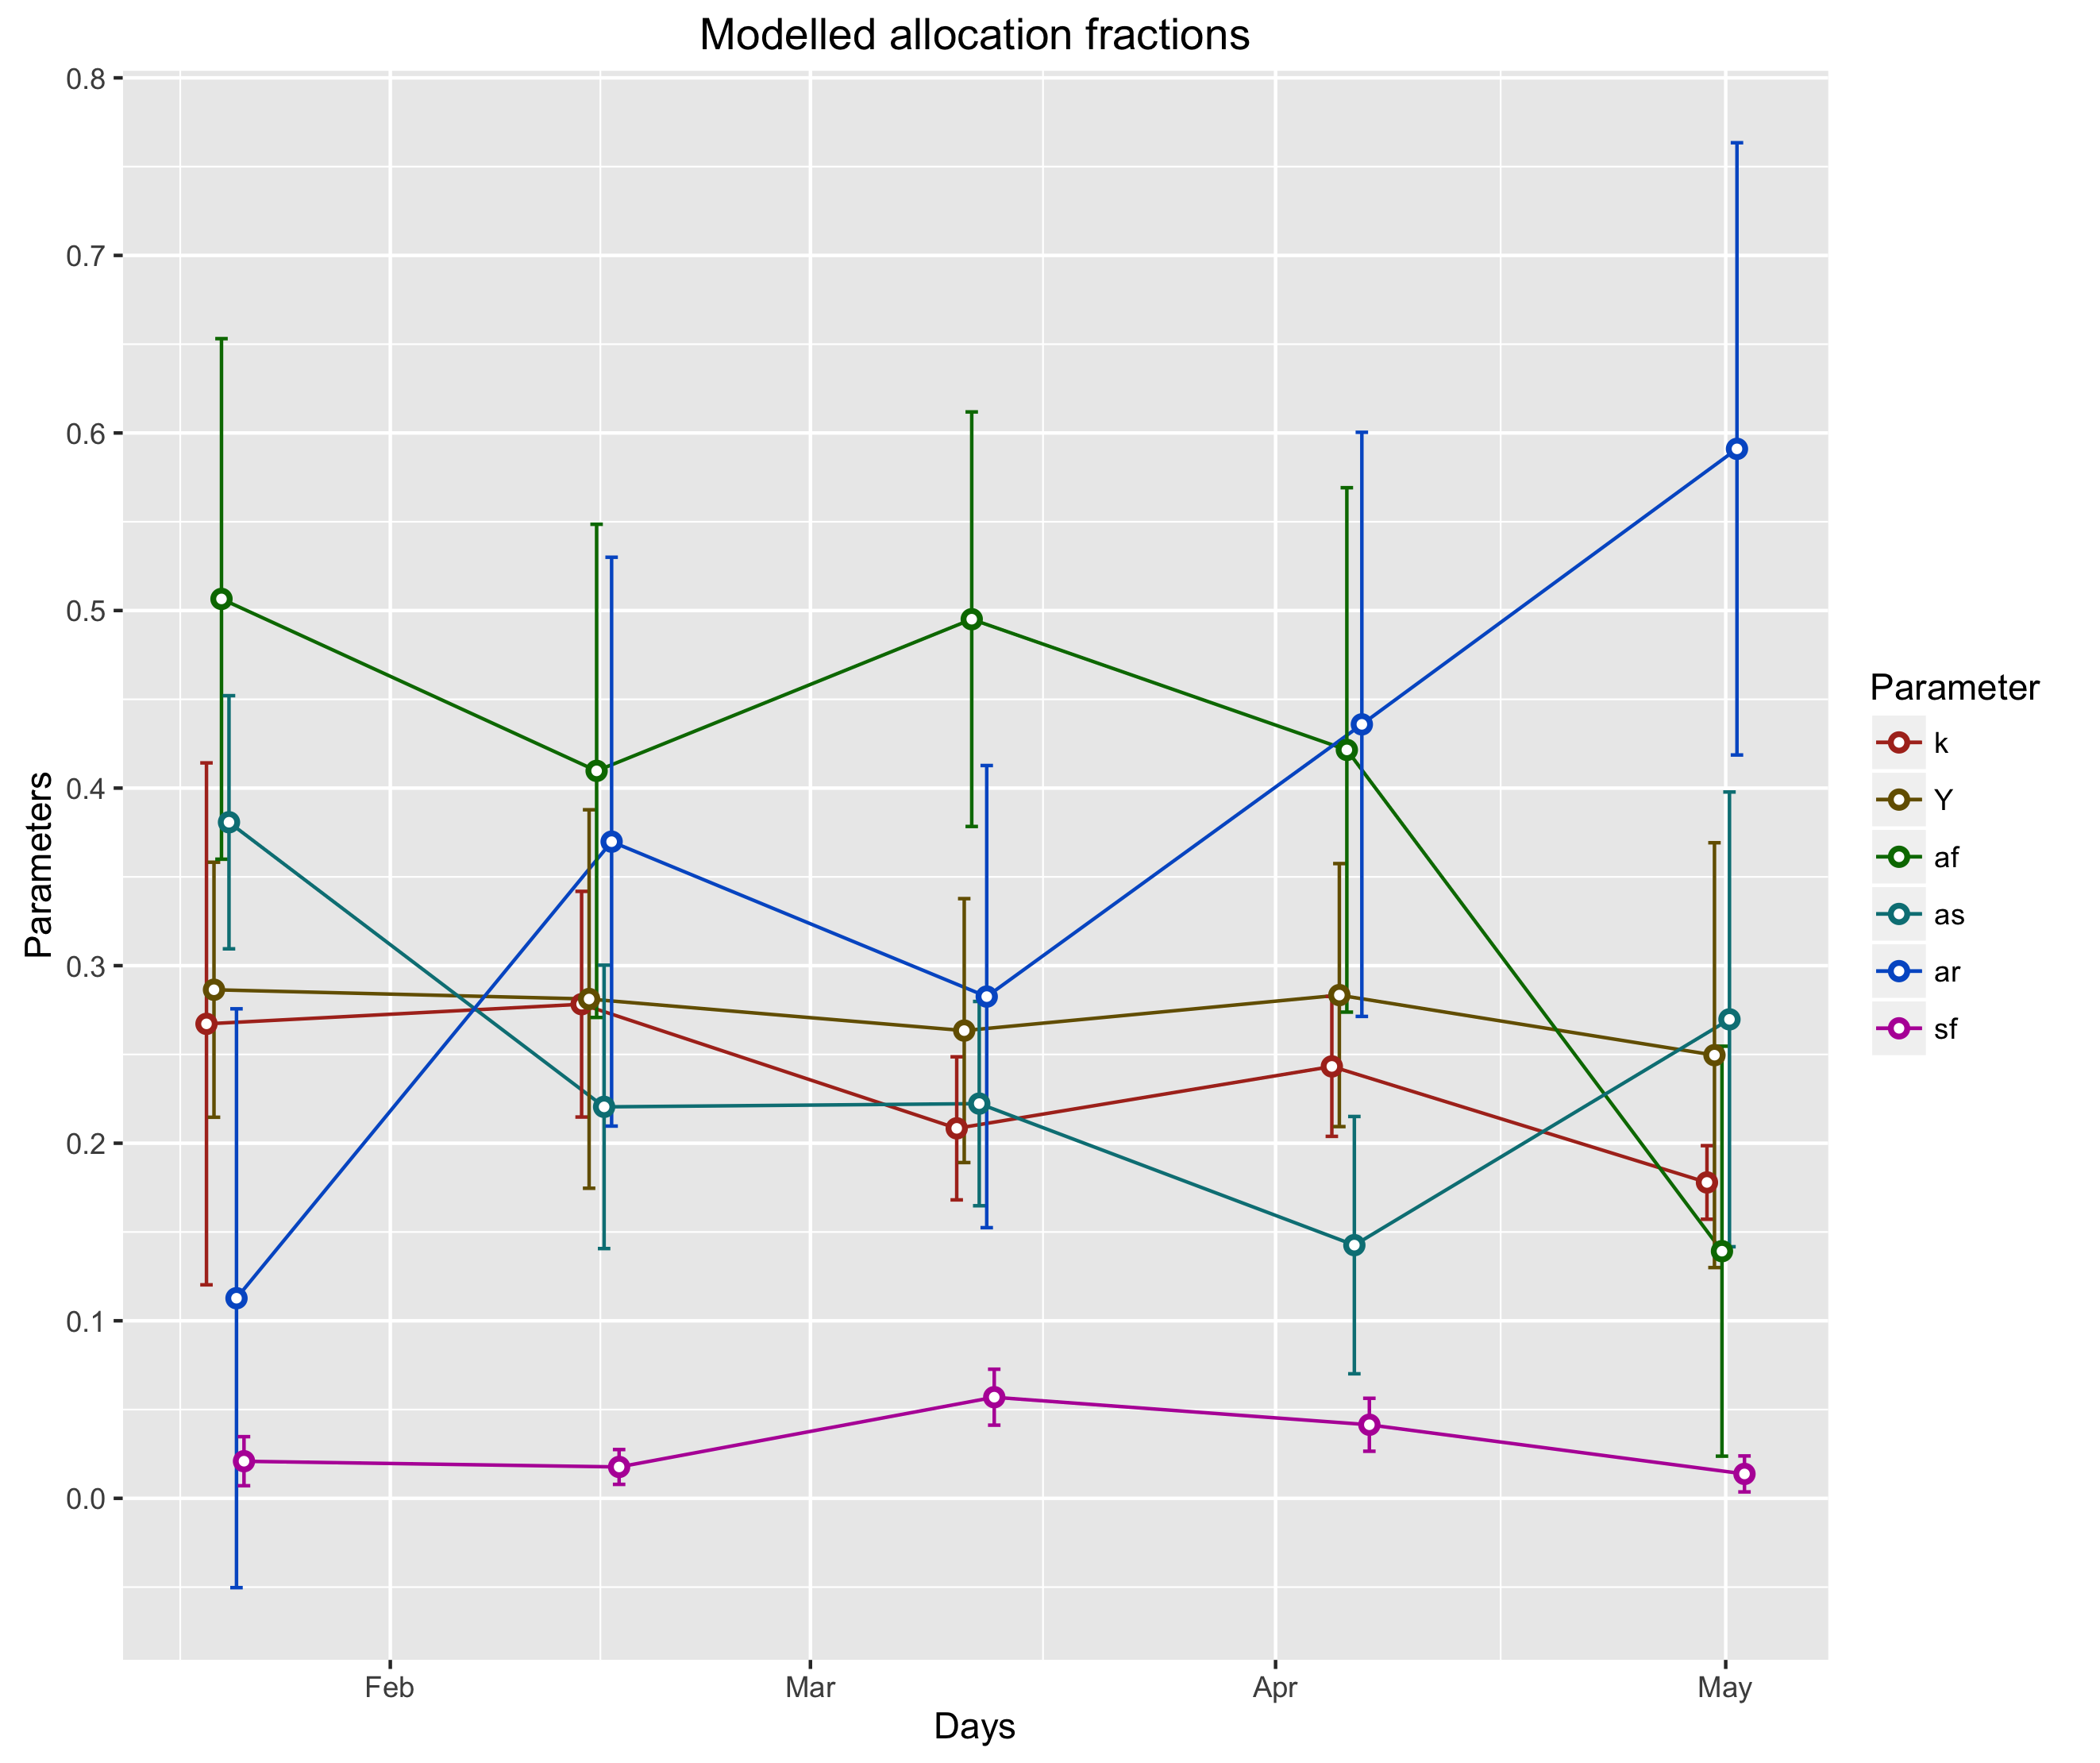 Modelled allocation fractions
0.8
0.7
0.6
0.5
0.4
0.3
0.2
0.1
0.0
Parameters
Feb Mar Apr May
Days
Parameter
k
Y
af
as
ar
sf